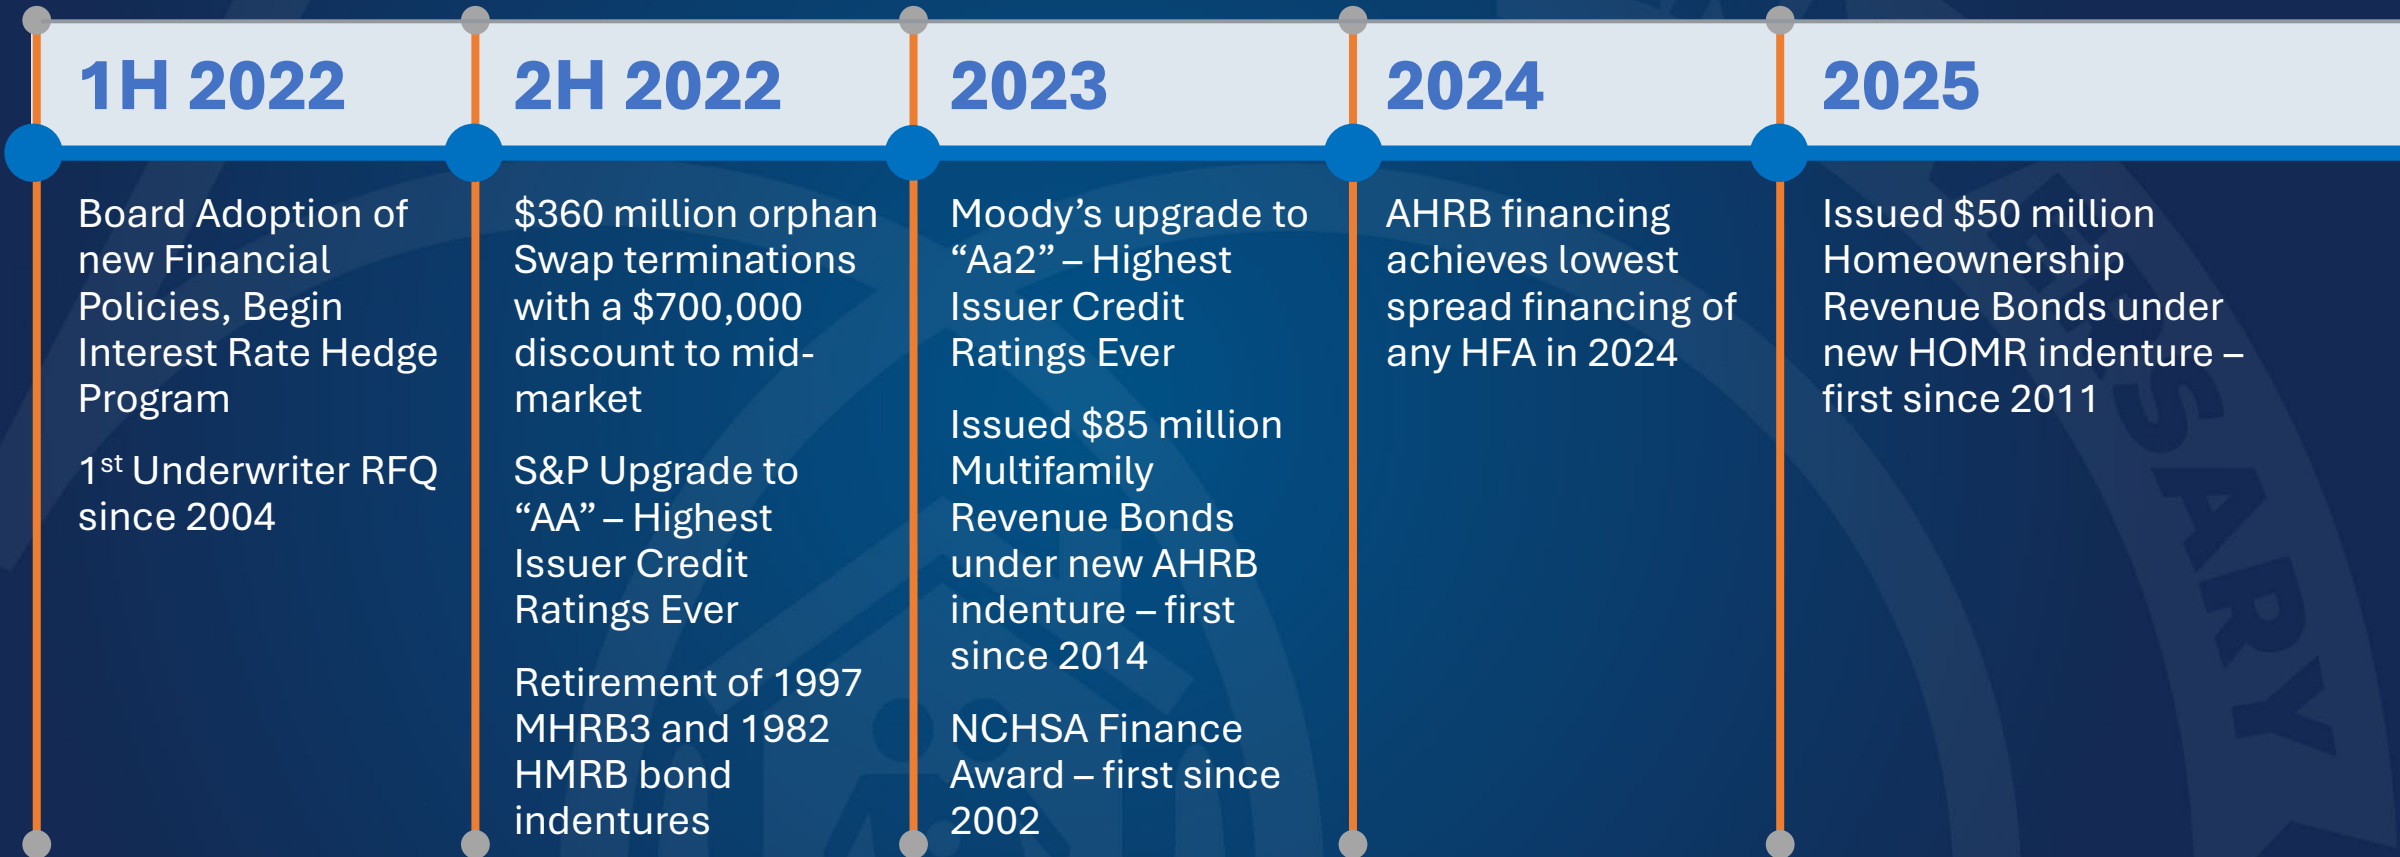 1H 2022
Board Adoption of
new Financial
Policies, Begin
Interest Rate Hedge
Program
1st Underwriter RFQ
since 2004
2H 2022
$360 million orphan
Swap terminations
with a $700,000
discount to mid-
market
S&P Upgrade to
“AA” – Highest
Issuer Credit
Ratings Ever
Retirement of 1997
MHRB3 and 1982
HMRB bond
indentures
2023
Moody’s upgrade to
“Aa2” – Highest
Issuer Credit
Ratings Ever
Issued $85 million
Multifamily
Revenue Bonds
under new AHRB
indenture – first
since 2014
NCHSA Finance
Award – first since
2002
2024
AHRB financing
achieves lowest
spread financing of
any HFA in 2024
2025
Issued $50 million
Homeownership
Revenue Bonds under
new HOMR indenture –
first since 2011